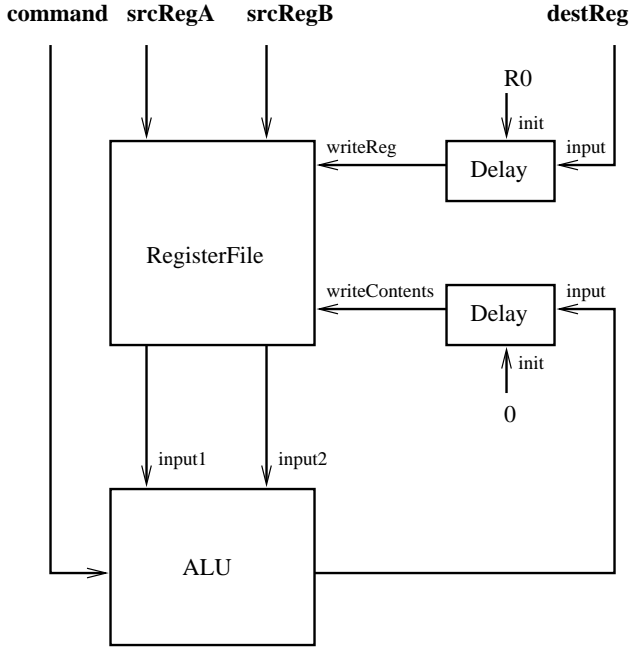 command srcRegA srcRegB destReg
R0
init
writeReg
input
Delay
RegisterFile
writeContents
input
Delay
init
0
input1 input2
ALU